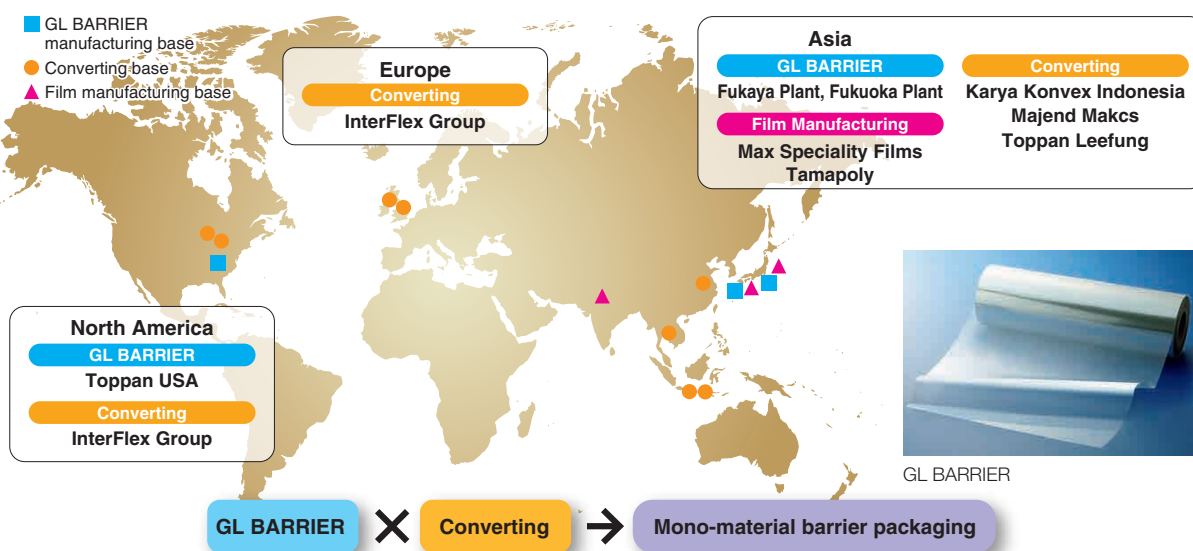 GL BARRIER
manufacturing base
Converting base
Film manufacturing base
Europe
Converting
InterFlex Group
Asia
GL BARRIER
Fukaya Plant, Fukuoka Plant
Film Manufacturing
Max Speciality Films
Tamapoly
Converting
Karya Konvex Indonesia
Majend Makcs
Toppan Leefung
North America
GL BARRIER
Toppan USA
Converting
InterFlex Group
GL BARRIER
GL BARRIER
Converting
Mono-material barrier packaging